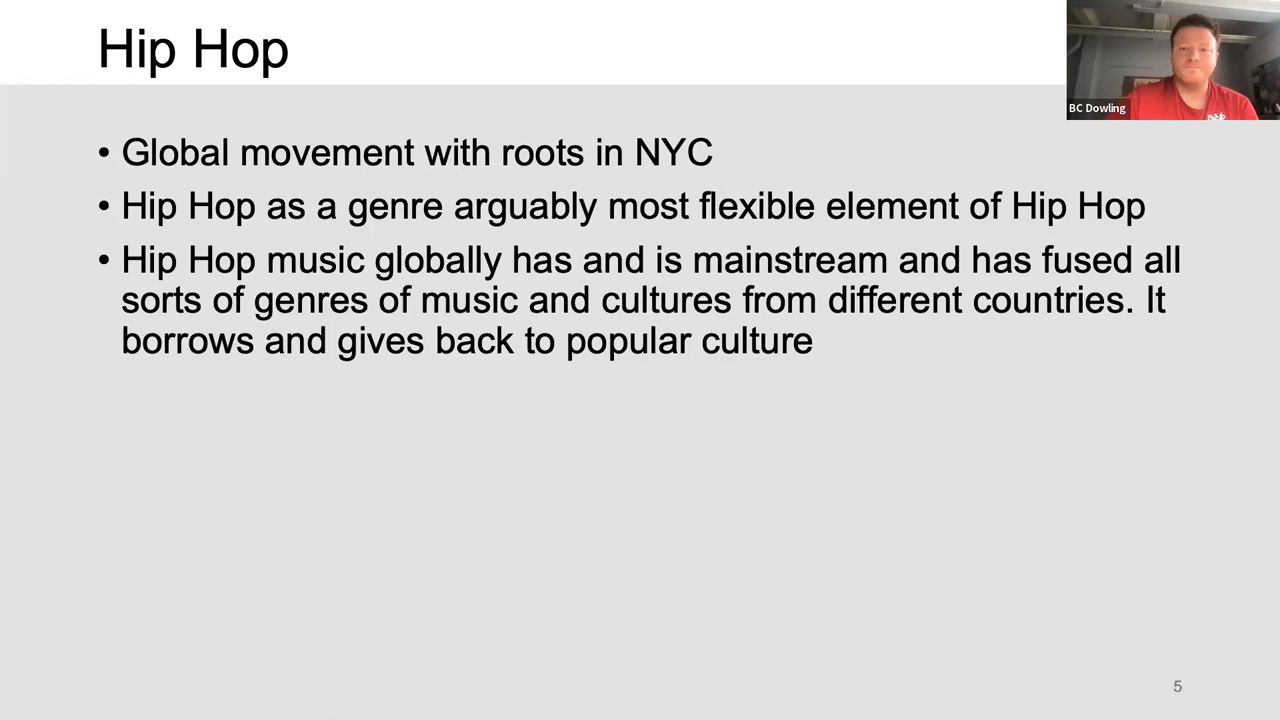 Hip Hop
BC Dowling
• Global movement with roots in NYC
• Hip Hop as a genre arguably most flexible element of Hip Hop
• Hip Hop music globally has and is mainstream and has fused all
sorts of genres of music and cultures from different countries. It
borrows and gives back to popular culture
5